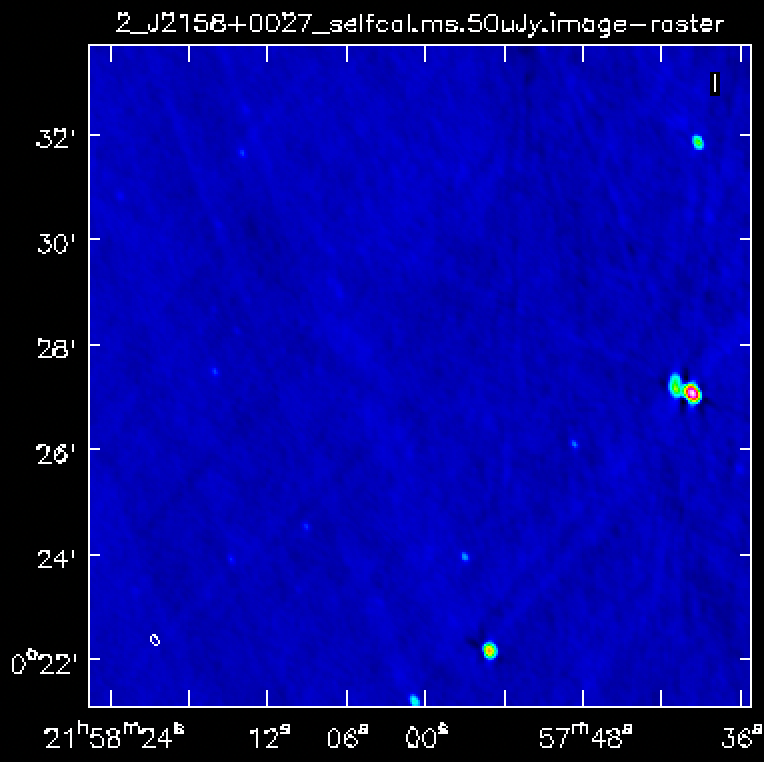 2_J2158+0027_selfcal.ms.50uJy.image-raster
I
32'
30'
28'
26'
24'
0°22'
21ʰ58ᵐ24ˢ 12ˢ 06ˢ 00ˢ 57ᵐ48ˢ 36ˢ